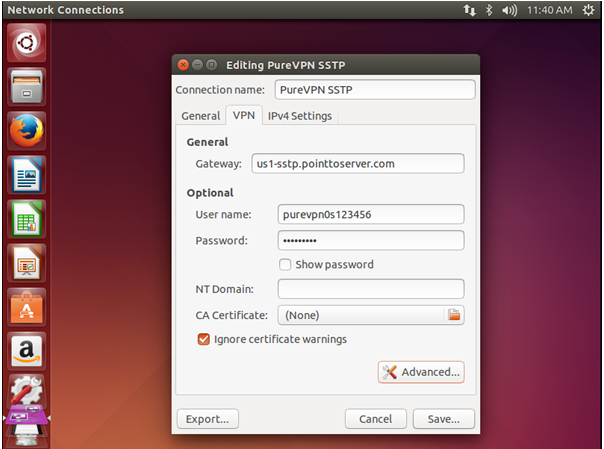 Network Connections 11:40 AM
Editing PureVPN SSTP
Connection name: PureVPN SSTP
General VPN IPv4 Settings
General
Gateway: us1-sstp.pointtoserver.com
Optional
User name: purevpn0s123456
Password: •••••••••
Show password
NT Domain:
CA Certificate: (None)
Ignore certificate warnings
Advanced...
Export... Cancel Save...